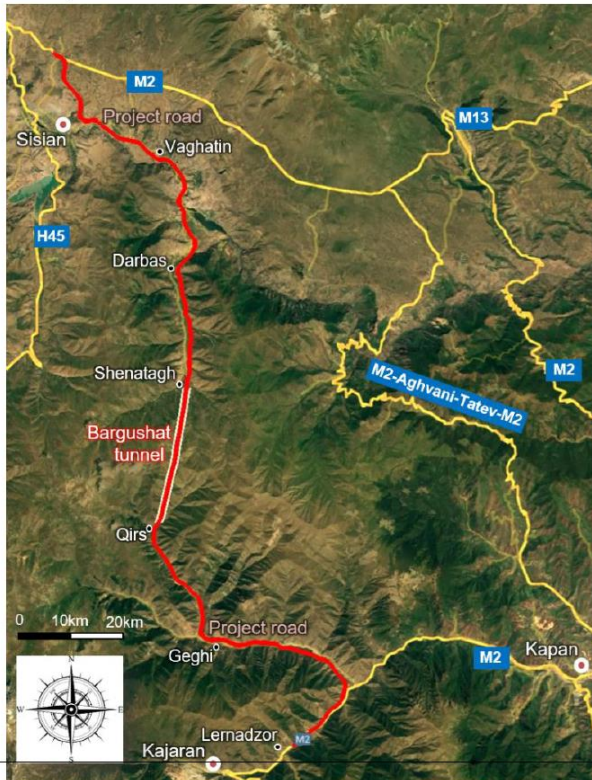 M2
M13
Project road
Sisian
Vaghatin
H45
Darbas
Shenatagh
M2
M2-Aghvani-Tatev-M2
Bargushat
tunnel
Qirs
0 10km 20km
Project road
Geghi
M2
Kapan
N
W E
S
Lernadzor
M2
Kajaran